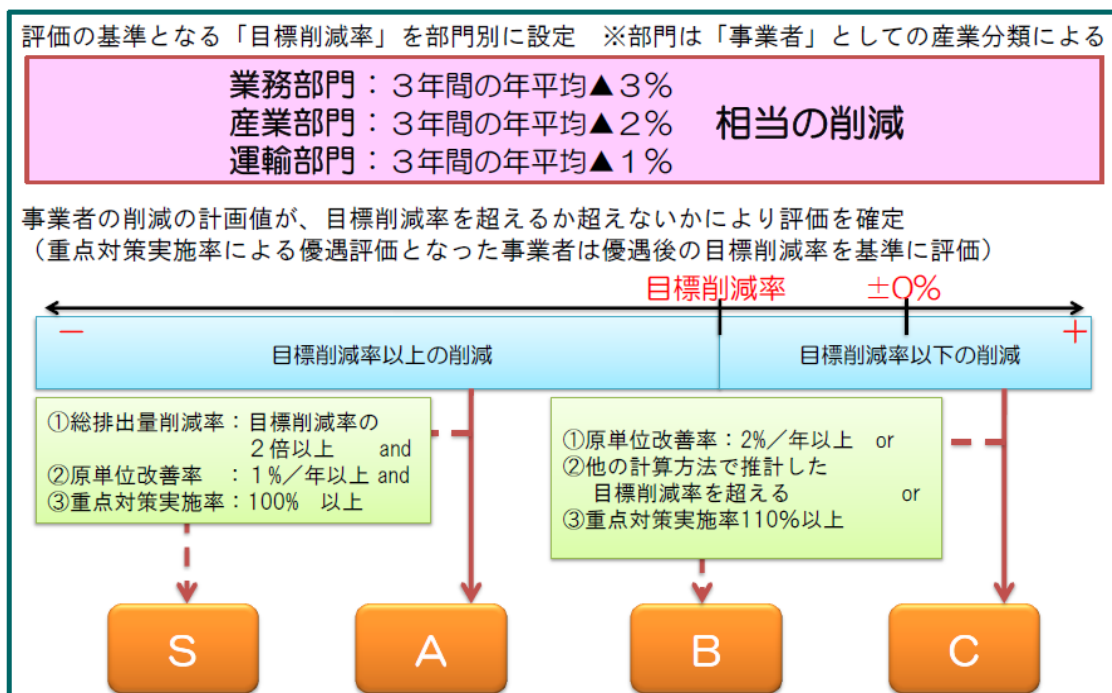 評価の基準となる「目標削減率」を部門別に設定　※部門は「事業者」としての産業分類による
業務部門：３年間の年平均▲３％
産業部門：３年間の年平均▲２％　相当の削減
運輸部門：３年間の年平均▲１％
事業者の削減の計画値が、目標削減率を超えるか超えないかにより評価を確定
（重点対策実施率による優遇評価となった事業者は優遇後の目標削減率を基準に評価）
目標削減率　±0％
－　＋
目標削減率以上の削減　目標削減率以下の削減
①総排出量削減率：目標削減率の
２倍以上　and
②原単位改善率　：１%／年以上 and
③重点対策実施率：100%　以上
①原単位改善率：2%／年以上　or
②他の計算方法で推計した
目標削減率を超える　or
③重点対策実施率110％以上
S　A　B　C